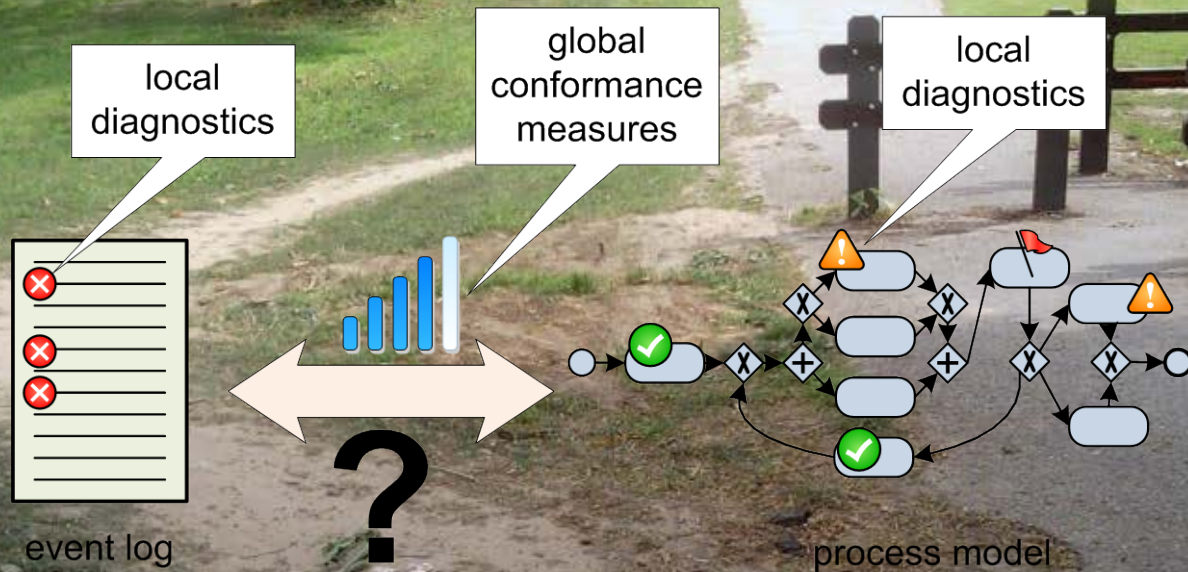 local
diagnostics
global
conformance
measures
local
diagnostics
?
event log
process model